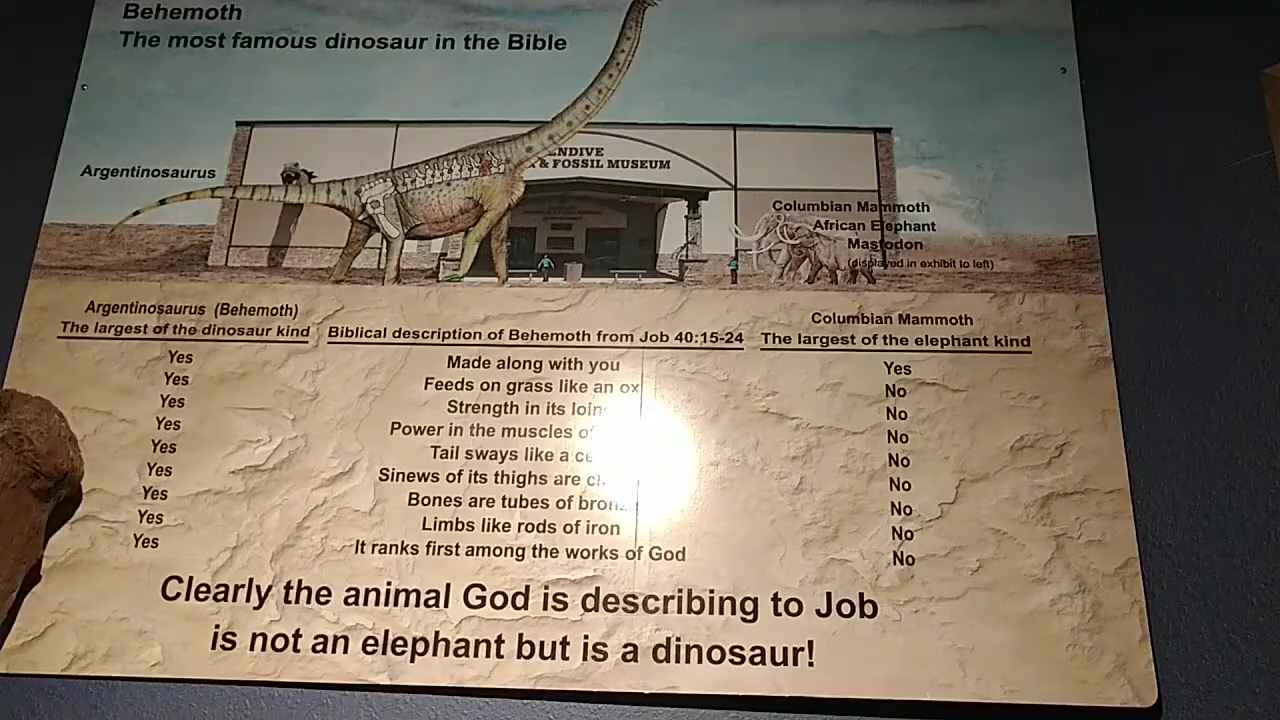 Behemoth
The most famous dinosaur in the Bible
Argentinosaurus
& FOSSIL MUSEUM
Columbian Mammoth
African Elephant
Mastodon
(displayed in exhibit to left)
Argentinosaurus (Behemoth)
The largest of the dinosaur kind
Biblical description of Behemoth from Job 40:15-24
Columbian Mammoth
The largest of the elephant kind
Yes Made along with you Yes
Yes Feeds on grass like an ox No
Yes Strength in its No
Yes Power in the muscles No
Yes Tail sways like a No
Yes Sinews of its thighs are No
Yes Bones are tubes of No
Yes Limbs like rods of iron No
Yes It ranks first among the works of God No
Clearly the animal God is describing to Job
is not an elephant but is a dinosaur!